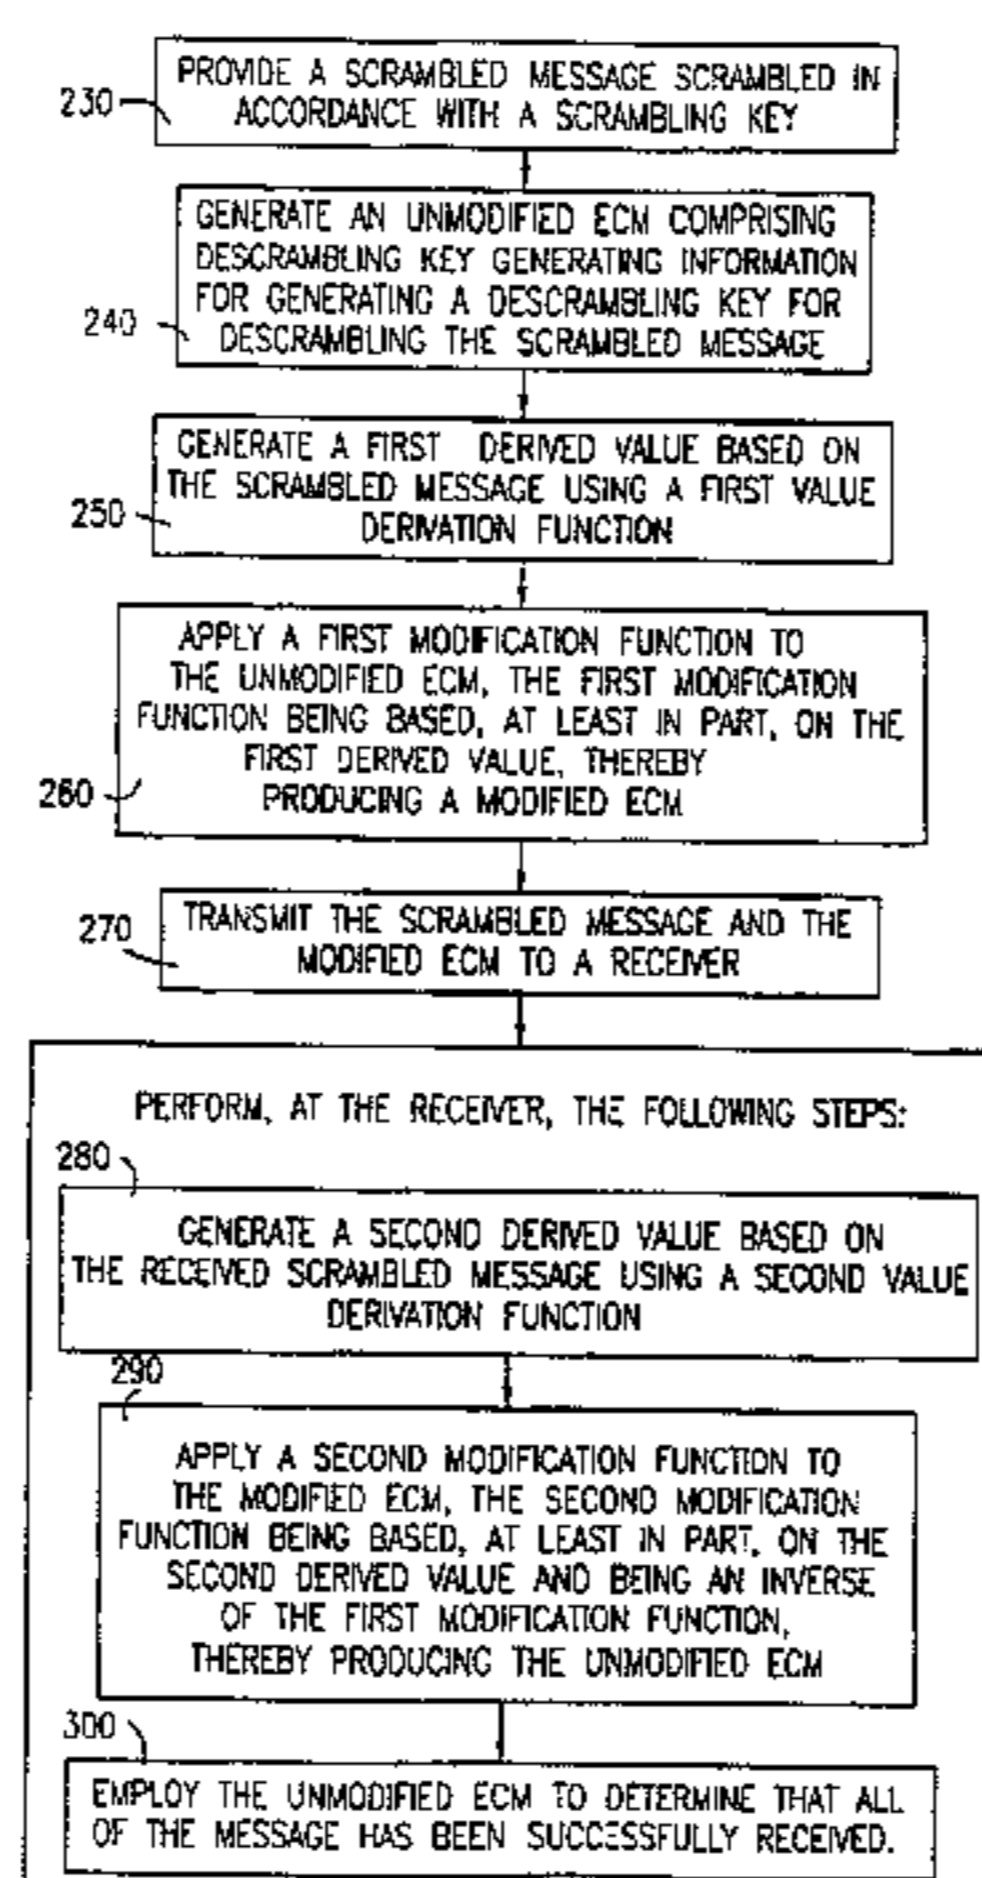 PROVIDE A SCRAMBLED MESSAGE SCRAMBLED IN
230
ACCORDANCE WITH A SCRAMBLING KEY
GENERATE AN UNMODIFIED ECM COMPRISING
DESCRAMBLING KEY GENERATING INFORMATION
FOR GENERATING A DESCRAMBLING KEY FOR
240
DESCRAMBLING THE SCRAMBLED MESSAGE
GENERATE A FIRST DERIVED VALUE BASED ON
THE SCRAMBLED MESSAGE USING A FIRST VALUE
250
DERIVATION FUNCTION
APPLY A FIRST MODIFICATION FUNCTION TO
THE UNMODIFIED ECM, THE FIRST MODIFICATION
FUNCTION BEING BASED, AT LEAST IN PART, ON THE
FIRST DERIVED VALUE, THEREBY
260
PRODUCING A MODIFIED ECM
270
TRANSMIT THE SCRAMBLED MESSAGE AND THE
MODIFIED ECM TO A RECEIVER
PERFORM, AT THE RECEIVER, THE FOLLOWING STEPS:
280
GENERATE A SECOND DERIVED VALUE BASED ON
THE RECEIVED SCRAMBLED MESSAGE USING A SECOND VALUE
DERIVATION FUNCTION
290
APPLY A SECOND MODIFICATION FUNCTION TO
THE MODIFIED ECM, THE SECOND MODIFICATION
FUNCTION BEING BASED, AT LEAST IN PART, ON THE
SECOND DERIVED VALUE AND BEING AN INVERSE
OF THE FIRST MODIFICATION FUNCTION,
THEREBY PRODUCING THE UNMODIFIED ECM
300
EMPLOY THE UNMODIFIED ECM TO DETERMINE THAT ALL
OF THE MESSAGE HAS BEEN SUCCESSFULLY RECEIVED.